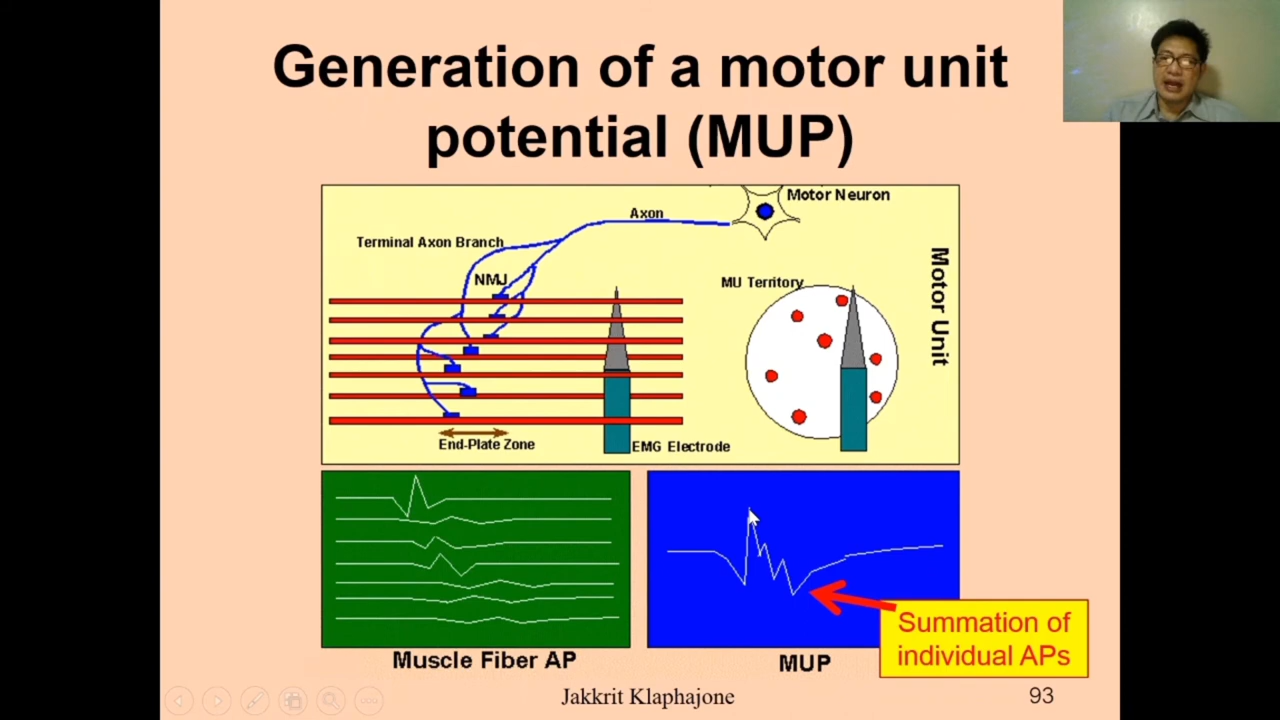 Generation of a motor unit
potential (MUP)
Motor Neuron
Axon
Terminal Axon Branch
NMJ
MU Territory
Motor Unit
End-Plate Zone
EMG Electrode
Muscle Fiber AP
MUP
Summation of
individual APs
Jakkrit Klaphajone
93